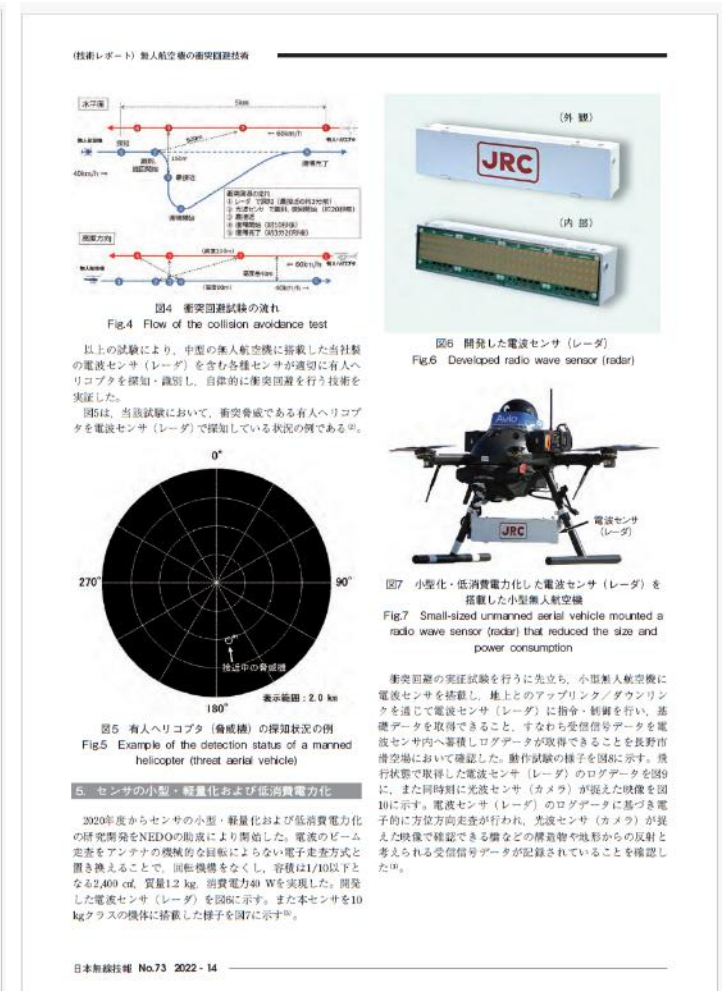 (技術レポート) 無人航空機の衝突回避技術
水平面
5km
← 60km/h
無人航空機
有人ヘリコプタ
探知
40km/h →
最接近
復帰開始
復帰完了
衝突回避の流れ
③ 最接近
高度方向
← 60km/h
図4 衝突回避試験の流れ
Fig.4 Flow of the collision avoidance test
以上の試験により,中型の無人航空機に搭載した当社製
の電波センサ(レーダ)を含む各種センサが適切に有人ヘ
リコプタを探知・識別し,自律的に衝突回避を行う技術を
実証した。
図5は,当該試験において,衝突脅威である有人ヘリコプ
タを電波センサ(レーダ)で探知している状況の例である⁽²⁾。
0°
270°
90°
接近中の脅威機
表示範囲:2.0 km
180°
図5 有人ヘリコプタ(脅威機)の探知状況の例
Fig.5 Example of the detection status of a manned
helicopter (threet aerial vehicle)
5. センサの小型・軽量化および低消費電力化
2020年度からセンサの小型・軽量化および低消費電力化
の研究開発をNEDOの助成により開始した。電波のビーム
走査をアンテナの機械的な回転によらない電子走査方式と
置き換えることで,回転機構をなくし,容積は1/10以下と
なる2,400 c㎥,質量1.2 kg,消費電力40 Wを実現した。開発
した電波センサ(レーダ)を図6に示す。また本センサを10
kgクラスの機体に搭載した様子を図7に示す⁽⁵⁾。
(外 観)
JRC
(内 部)
図6 開発した電波センサ(レーダ)
Fig.6 Developed radio wave sensor (radar)
Avio
JRC
電波センサ
(レーダ)
図7 小型化・低消費電力化した電波センサ(レーダ)を
搭載した小型無人航空機
Fig.7 Small-sized unmanned aerial vehicle mounted a
radio wave sensor (radar) that reduced the size and
power consumption
衝突回避の実証試験を行うに先立ち,小型無人航空機に
電波センサを搭載し,地上とのアップリンク/ダウンリン
クを通じて電波センサ(レーダ)に指令・制御を行い,基
礎データを取得できること,すなわち受信信号データを電
波センサ内へ蓄積しログデータが取得できることを長野市
滑空場において確認した。動作試験の様子を図8に示す。飛
行状態で取得した電波センサ(レーダ)のログデータを図9
に,また同時刻に光波センサ(カメラ)が捉えた映像を図
10に示す。電波センサ(レーダ)のログデータに基づき電
子的に方位方向走査が行われ,光波センサ(カメラ)が捉
えた映像で確認できる橋などの構造物や地形からの反射と
考えられる受信信号データが記録されていることを確認し
た⁽³⁾。
日本無線技報 No.73 2022 - 14